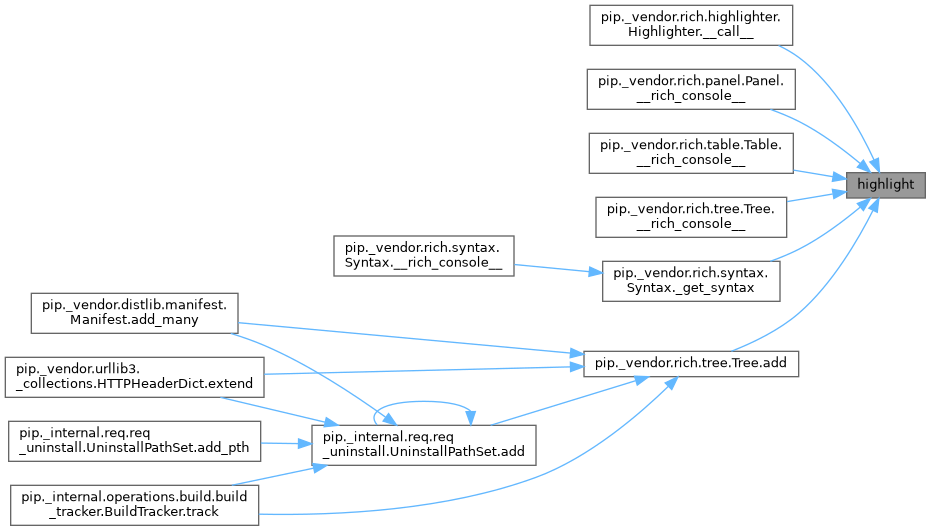 pip._vendor.rich.highlighter.
Highlighter.__call__
pip._vendor.rich.panel.Panel.
__rich_console__
pip._vendor.rich.table.Table.
__rich_console__
highlight
pip._vendor.rich.tree.Tree.
__rich_console__
pip._vendor.rich.syntax.
Syntax.__rich_console__
pip._vendor.rich.syntax.
Syntax._get_syntax
pip._vendor.distlib.manifest.
Manifest.add_many
pip._vendor.rich.tree.Tree.add
pip._vendor.urllib3.
_collections.HTTPHeaderDict.extend
pip._internal.req.req
_uninstall.UninstallPathSet.add_pth
pip._internal.req.req
_uninstall.UninstallPathSet.add
pip._internal.operations.build.build
_tracker.BuildTracker.track